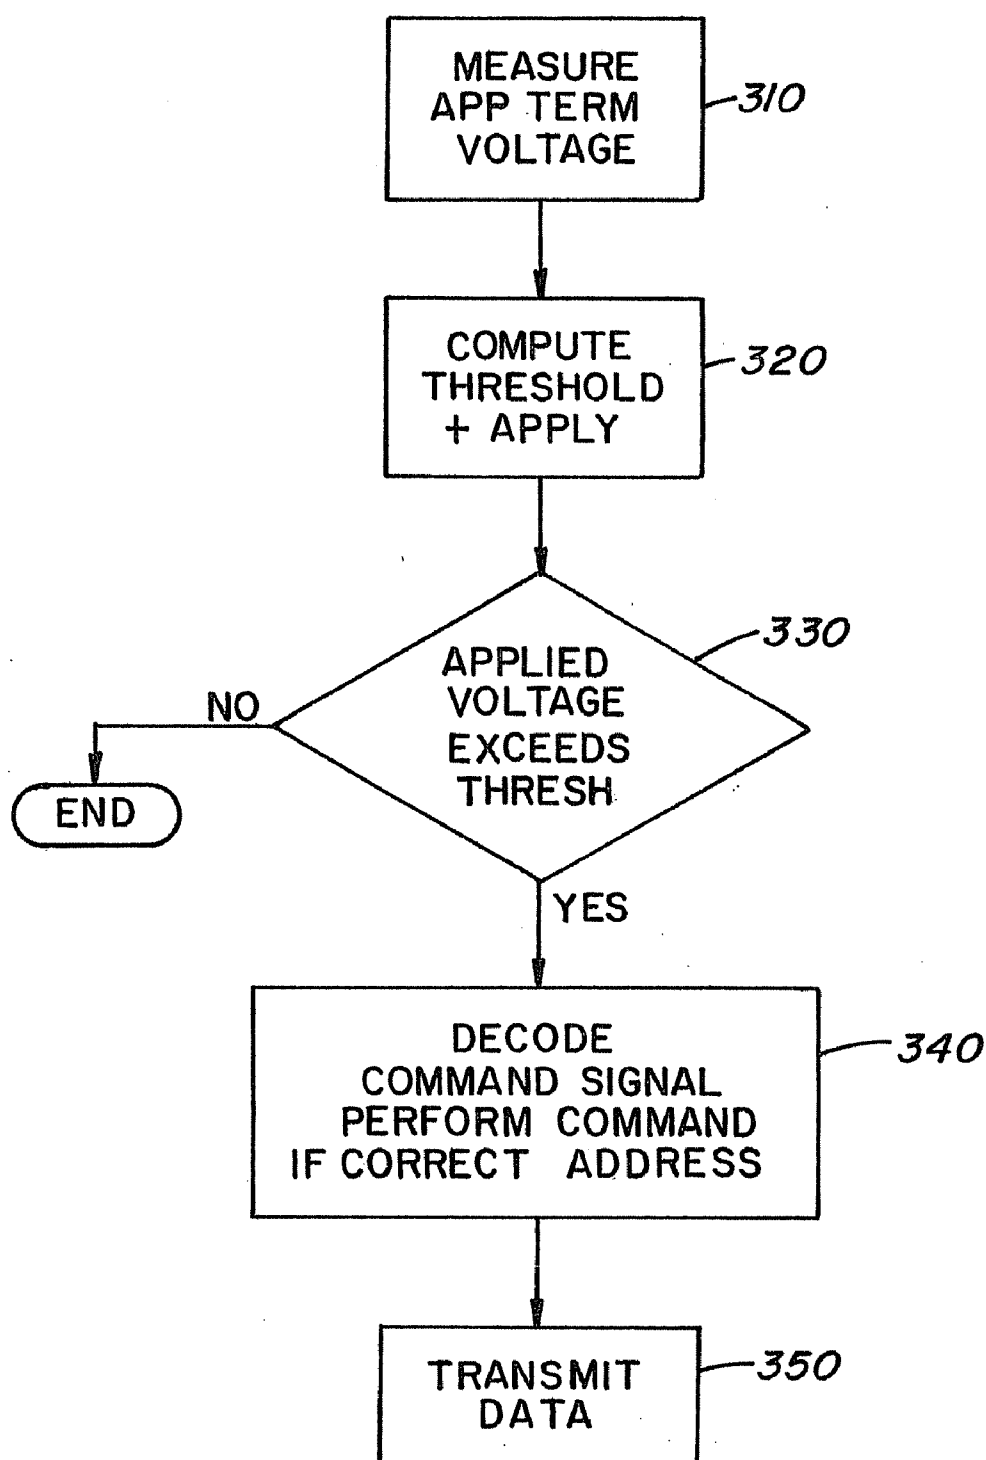 MEASURE
APP TERM
VOLTAGE
310
COMPUTE
THRESHOLD
+ APPLY
320
APPLIED
VOLTAGE
EXCEEDS
THRESH
330
NO
END
YES
DECODE
COMMAND SIGNAL
PERFORM COMMAND
IF CORRECT ADDRESS
340
TRANSMIT
DATA
350